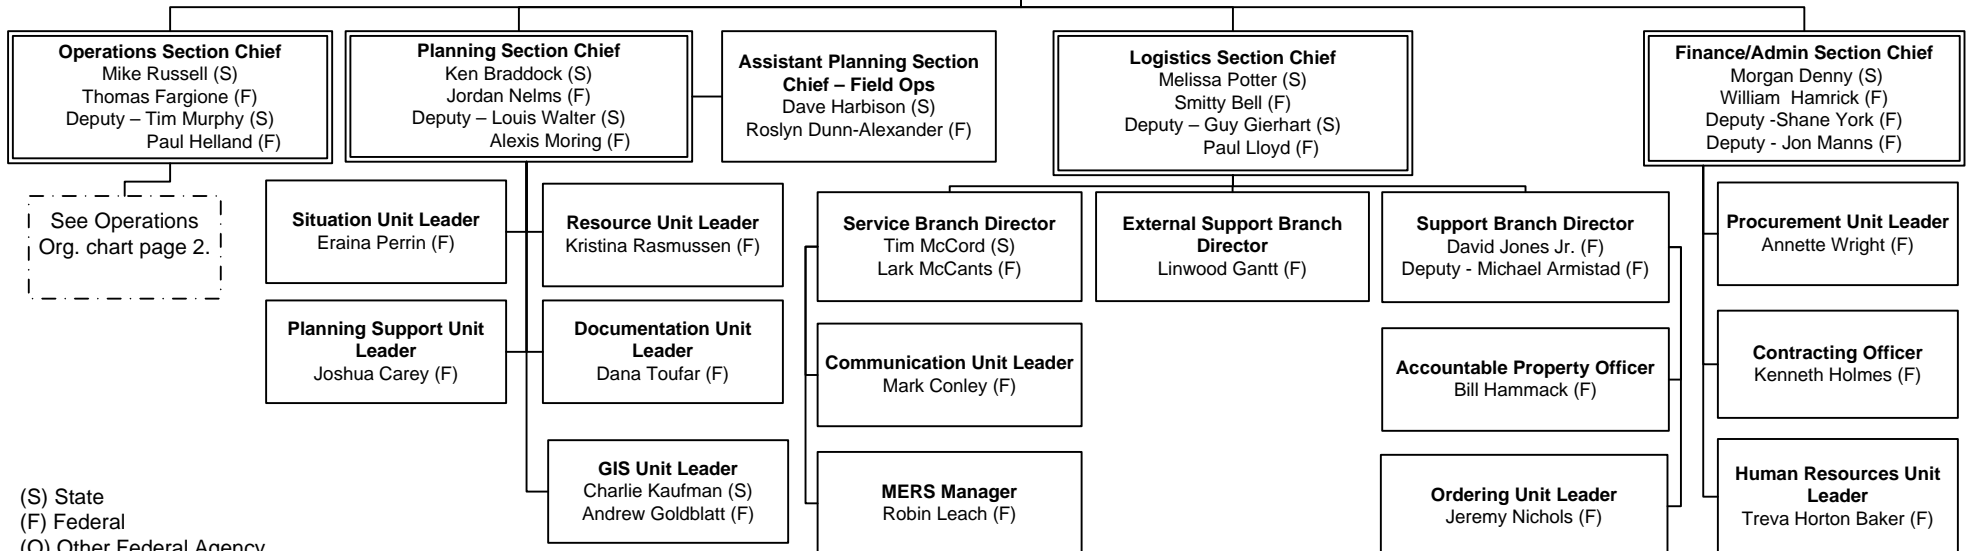 Operations Section Chief
Mike Russell (S)
Thomas Fargione (F)
Deputy – Tim Murphy (S)
Paul Helland (F)
Planning Section Chief
Ken Braddock (S)
Jordan Nelms (F)
Deputy – Louis Walter (S)
Alexis Moring (F)
Assistant Planning Section
Chief – Field Ops
Dave Harbison (S)
Roslyn Dunn-Alexander (F)
Logistics Section Chief
Melissa Potter (S)
Smitty Bell (F)
Deputy – Guy Gierhart (S)
Paul Lloyd (F)
Finance/Admin Section Chief
Morgan Denny (S)
William Hamrick (F)
Deputy -Shane York (F)
Deputy - Jon Manns (F)
See Operations
Org. chart page 2.
Situation Unit Leader
Eraina Perrin (F)
Resource Unit Leader
Kristina Rasmussen (F)
Service Branch Director
Tim McCord (S)
Lark McCants (F)
External Support Branch
Director
Linwood Gantt (F)
Support Branch Director
David Jones Jr. (F)
Deputy - Michael Armistad (F)
Procurement Unit Leader
Annette Wright (F)
Planning Support Unit
Leader
Joshua Carey (F)
Documentation Unit
Leader
Dana Toufar (F)
Communication Unit Leader
Mark Conley (F)
Accountable Property Officer
Bill Hammack (F)
Contracting Officer
Kenneth Holmes (F)
GIS Unit Leader
Charlie Kaufman (S)
Andrew Goldblatt (F)
MERS Manager
Robin Leach (F)
Ordering Unit Leader
Jeremy Nichols (F)
Human Resources Unit
Leader
Treva Horton Baker (F)
(S) State
(F) Federal
(O) Other Federal Agency